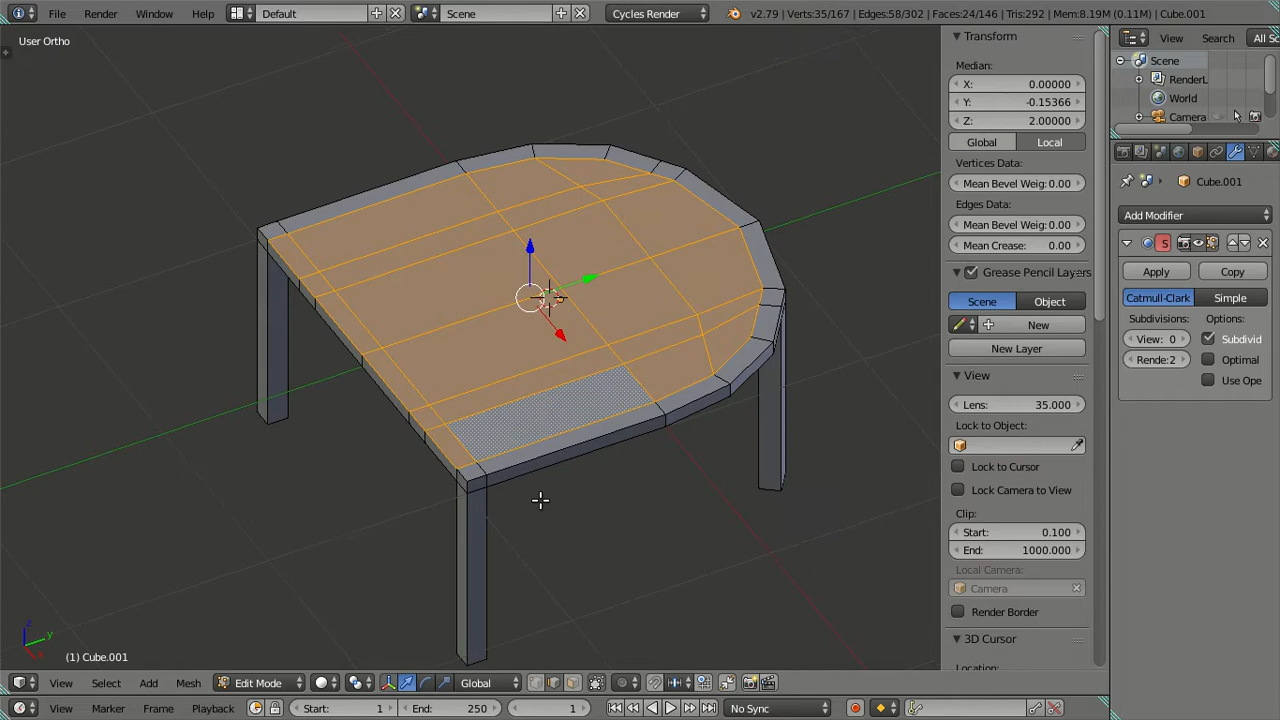 File Render Window Help Default Scene Cycles Render v2.79 | Verts:35/167 | Edges:58/302 | Faces:24/146 | Tris:292 | Mem:8.19M (0.11M) | Cube.001
User Ortho
Transform
Median:
X: 0.00000
Y: -0.15366
Z: 2.00000
Global Local
Vertices Data:
Mean Bevel Weig: 0.00
Edges Data:
Mean Bevel Weig: 0.00
Mean Crease: 0.00
Grease Pencil Layers
Scene Object
New
New Layer
View
Lens: 35.000
Lock to Object:
Lock to Cursor
Lock Camera to View
Clip:
Start: 0.100
End: 1000.000
Local Camera:
Camera
Render Border
3D Cursor
Location:
View Search All Sc
Scene
RenderL
World
Camera
Cube.001
Add Modifier
S
Apply Copy
Catmull-Clark Simple
Subdivisions: Options:
View: 0 Subdivid
Rende: 2 Optimal
Use Ope
z
y
x
(1) Cube.001
View Select Add Mesh Edit Mode Global
View Marker Frame Playback Start: 1 End: 250 1 No Sync